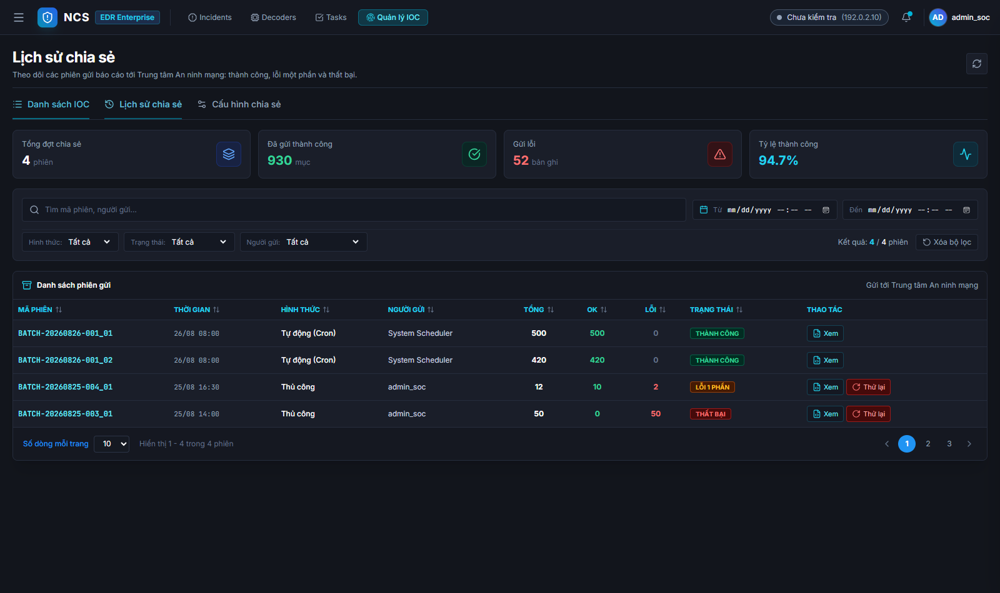 NCS EDR Enterprise Incidents Decoders Tasks Quản lý IOC Chưa kiểm tra (192.0.2.10) AD admin_soc
Lịch sử chia sẻ
Theo dõi các phiên gửi báo cáo tới Trung tâm An ninh mạng: thành công, lỗi một phần và thất bại.
Danh sách IOC Lịch sử chia sẻ Cấu hình chia sẻ
Tổng đợt chia sẻ
4 phiên
Đã gửi thành công
930 mục
Gửi lỗi
52 bản ghi
Tỷ lệ thành công
94.7%
Tìm mã phiên, người gửi... Từ mm/dd/yyyy --:-- -- Đến mm/dd/yyyy --:-- --
Hình thức: Tất cả Trạng thái: Tất cả Người gửi: Tất cả Kết quả: 4 / 4 phiên Xóa bộ lọc
Danh sách phiên gửi Gửi tới Trung tâm An ninh mạng
MÃ PHIÊN THỜI GIAN HÌNH THỨC NGƯỜI GỬI TỔNG OK LỖI TRẠNG THÁI THAO TÁC
BATCH-20260826-001_01 26/08 08:00 Tự động (Cron) System Scheduler 500 500 0 THÀNH CÔNG Xem
BATCH-20260826-001_02 26/08 08:00 Tự động (Cron) System Scheduler 420 420 0 THÀNH CÔNG Xem
BATCH-20260825-004_01 25/08 16:30 Thủ công admin_soc 12 10 2 LỖI 1 PHẦN Xem Thử lại
BATCH-20260825-003_01 25/08 14:00 Thủ công admin_soc 50 0 50 THẤT BẠI Xem Thử lại
Số dòng mỗi trang 10 Hiển thị 1 - 4 trong 4 phiên 1 2 3